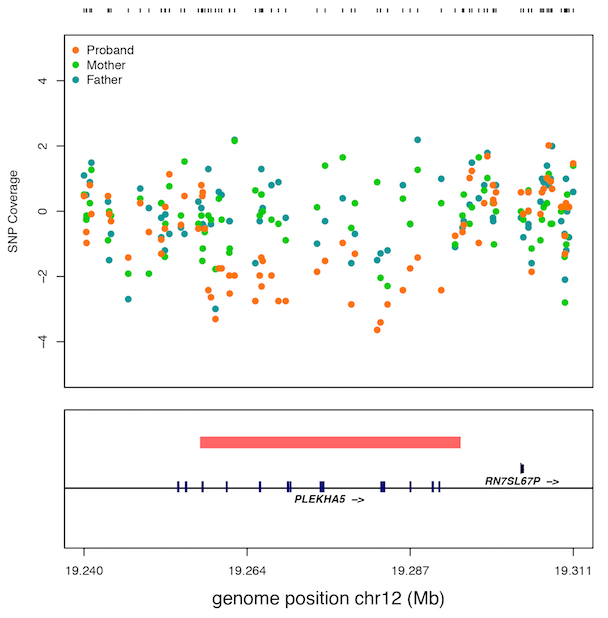 Proband
Mother
Father
SNP Coverage
4
2
0
−2
−4
RN7SL67P −>
PLEKHA5 −>
19.240 19.264 19.287 19.311
genome position chr12 (Mb)